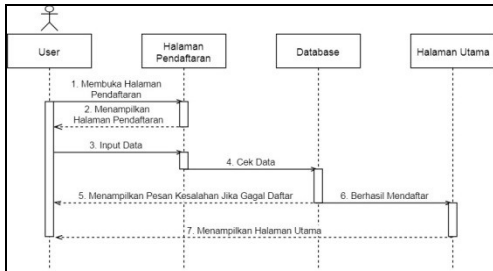 User
Halaman
Pendaftaran
Database
Halaman Utama
1. Membuka Halaman
Pendaftaran
2. Menampilkan
Halaman Pendaftaran
3. Input Data
4. Cek Data
5. Menampilkan Pesan Kesalahan Jika Gagal Daftar
6. Berhasil Mendaftar
7. Menampilkan Halaman Utama